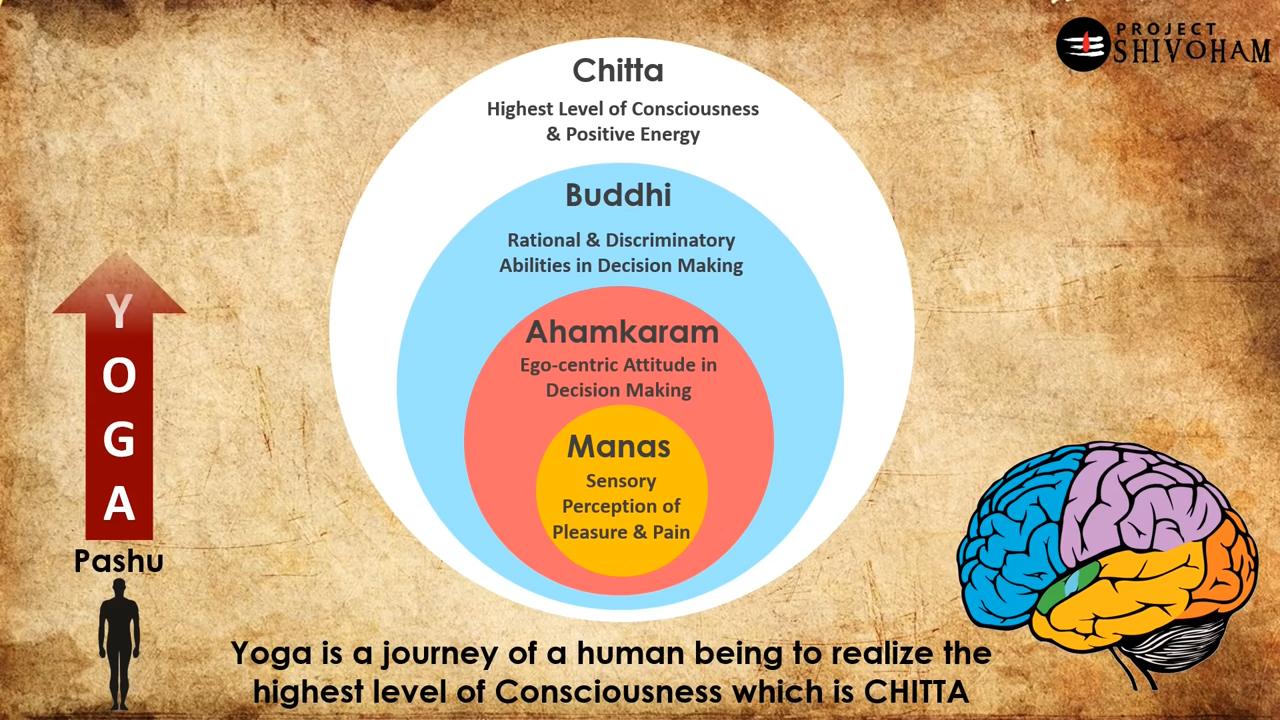 PROJECT
SHIVOHAM
Chitta
Highest Level of Consciousness
& Positive Energy
Buddhi
Rational & Discriminatory
Abilities in Decision Making
Ahamkaram
Ego-centric Attitude in
Decision Making
Manas
Sensory
Perception of
Pleasure & Pain
Y
O
G
A
Pashu
Yoga is a journey of a human being to realize the
highest level of Consciousness which is CHITTA